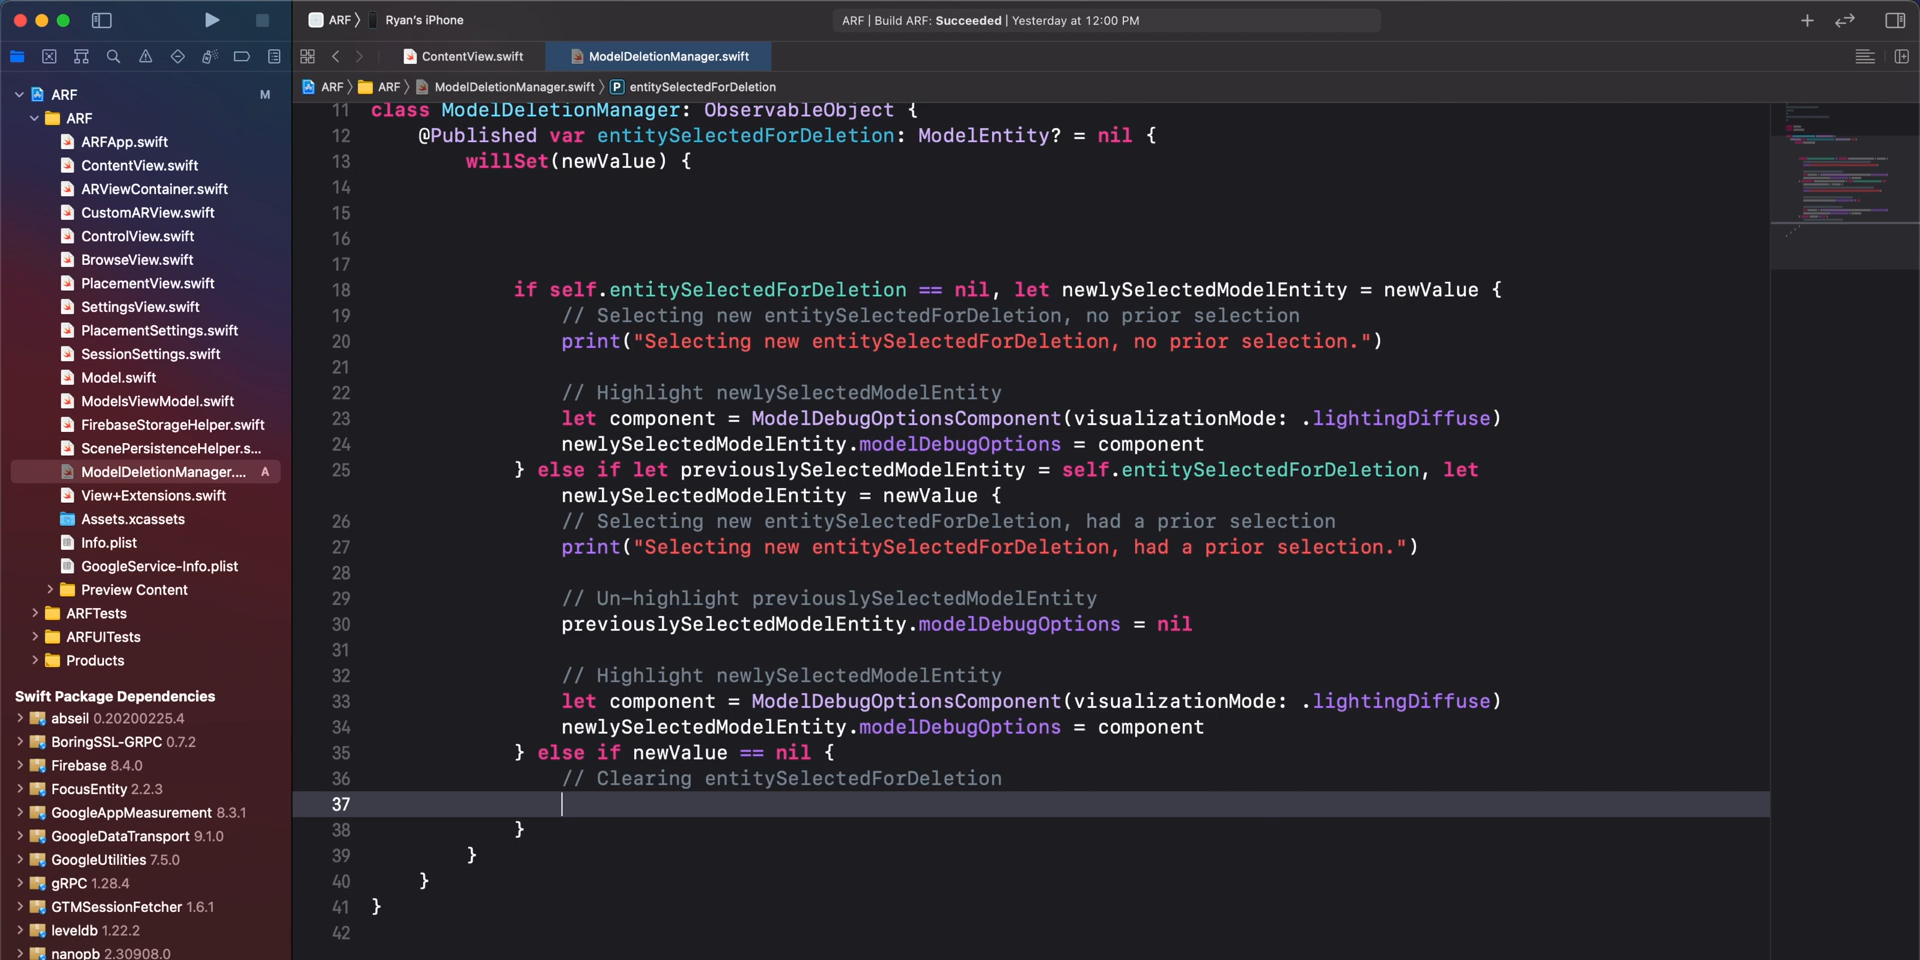 ARF
Ryan's iPhone
ARF | Build ARF: Succeeded | Yesterday at 12:00 PM
ContentView.swift
ModelDeletionManager.swift
ARF
ARF
ModelDeletionManager.swift
P
entitySelectedForDeletion
ARF
M
ARF
ARFApp.swift
ContentView.swift
ARViewContainer.swift
CustomARView.swift
ControlView.swift
BrowseView.swift
PlacementView.swift
SettingsView.swift
PlacementSettings.swift
SessionSettings.swift
Model.swift
ModelsViewModel.swift
FirebaseStorageHelper.swift
ScenePersistenceHelper.s...
ModelDeletionManager.... A
View+Extensions.swift
Assets.xcassets
Info.plist
GoogleService-Info.plist
Preview Content
ARFTests
ARFUITests
Products
Swift Package Dependencies
abseil 0.20200225.4
BoringSSL-GRPC 0.7.2
Firebase 8.4.0
FocusEntity 2.2.3
GoogleAppMeasurement 8.3.1
GoogleDataTransport 9.1.0
GoogleUtilities 7.5.0
gRPC 1.28.4
GTMSessionFetcher 1.6.1
leveldb 1.22.2
nanopb 2.30908.0
11 class ModelDeletionManager: ObservableObject {
12 @Published var entitySelectedForDeletion: ModelEntity? = nil {
13 willSet(newValue) {
14
15
16
17
18 if self.entitySelectedForDeletion == nil, let newlySelectedModelEntity = newValue {
19 // Selecting new entitySelectedForDeletion, no prior selection
20 print("Selecting new entitySelectedForDeletion, no prior selection.")
21
22 // Highlight newlySelectedModelEntity
23 let component = ModelDebugOptionsComponent(visualizationMode: .lightingDiffuse)
24 newlySelectedModelEntity.modelDebugOptions = component
25 } else if let previouslySelectedModelEntity = self.entitySelectedForDeletion, let
newlySelectedModelEntity = newValue {
26 // Selecting new entitySelectedForDeletion, had a prior selection
27 print("Selecting new entitySelectedForDeletion, had a prior selection.")
28
29 // Un-highlight previouslySelectedModelEntity
30 previouslySelectedModelEntity.modelDebugOptions = nil
31
32 // Highlight newlySelectedModelEntity
33 let component = ModelDebugOptionsComponent(visualizationMode: .lightingDiffuse)
34 newlySelectedModelEntity.modelDebugOptions = component
35 } else if newValue == nil {
36 // Clearing entitySelectedForDeletion
37
38 }
39 }
40 }
41 }
42